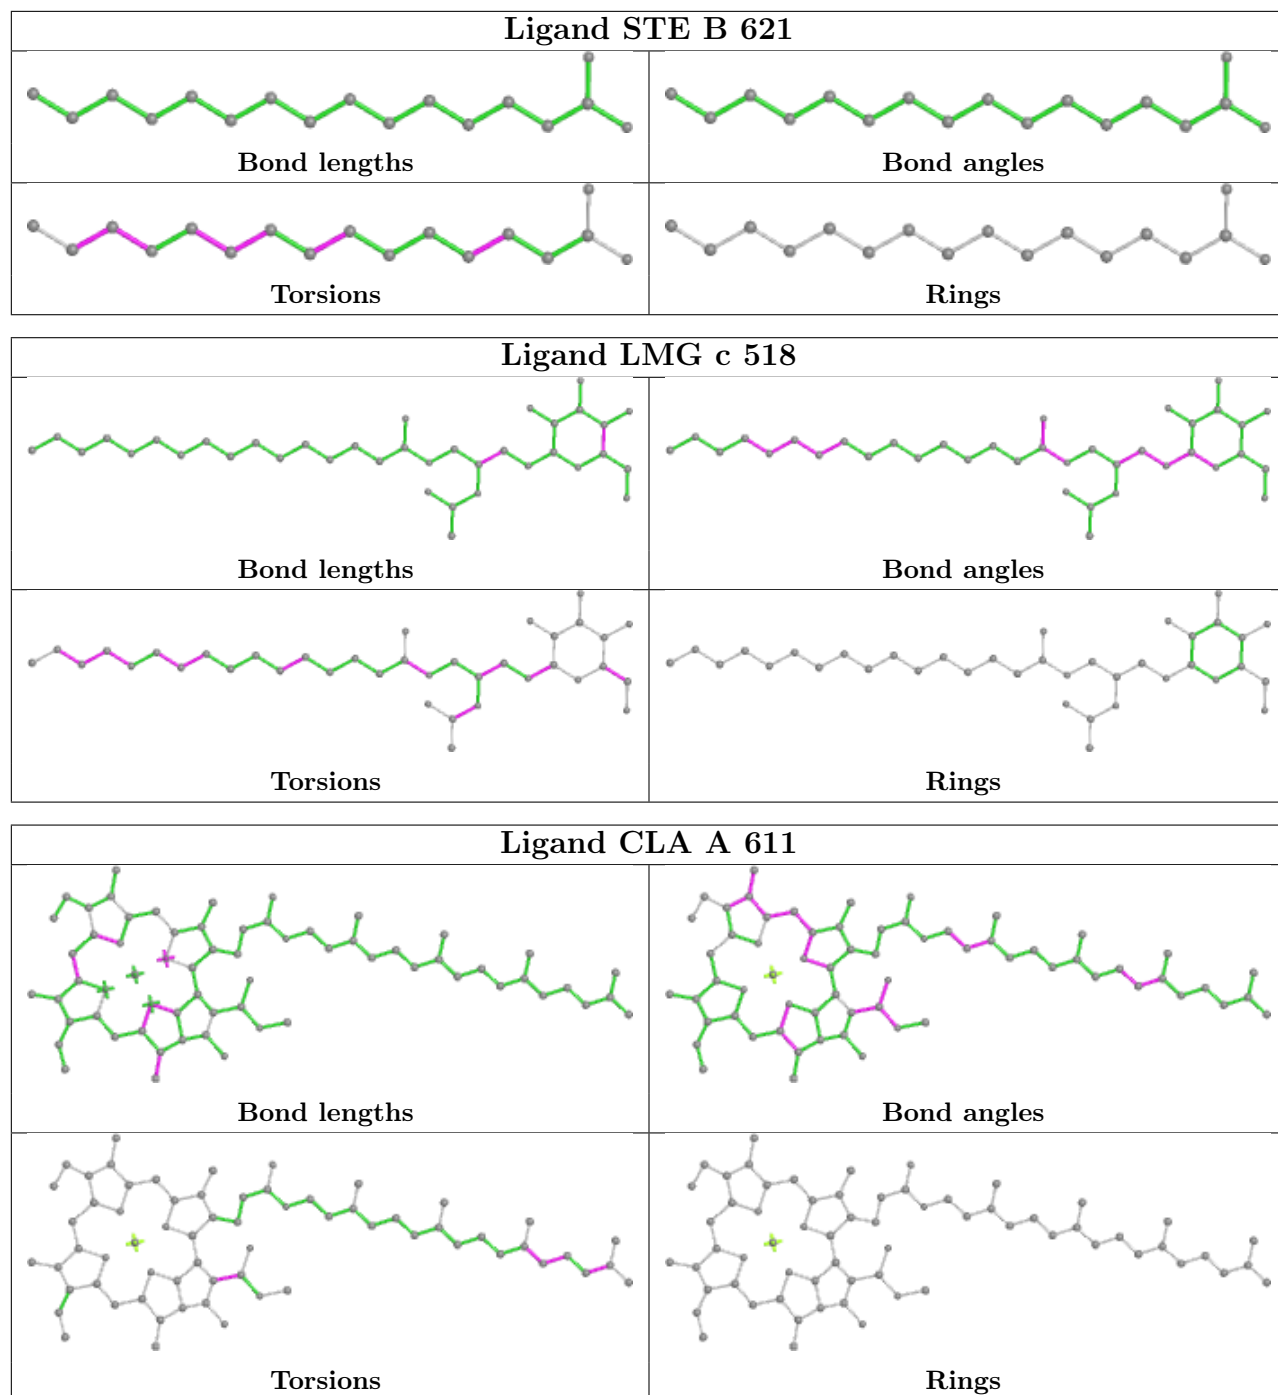 Ligand STE B 621
Bond lengths
Bond angles
Torsions
Rings
Ligand LMG c 518
Bond lengths
Bond angles
Torsions
Rings
Ligand CLA A 611
Bond lengths
Bond angles
Torsions
Rings